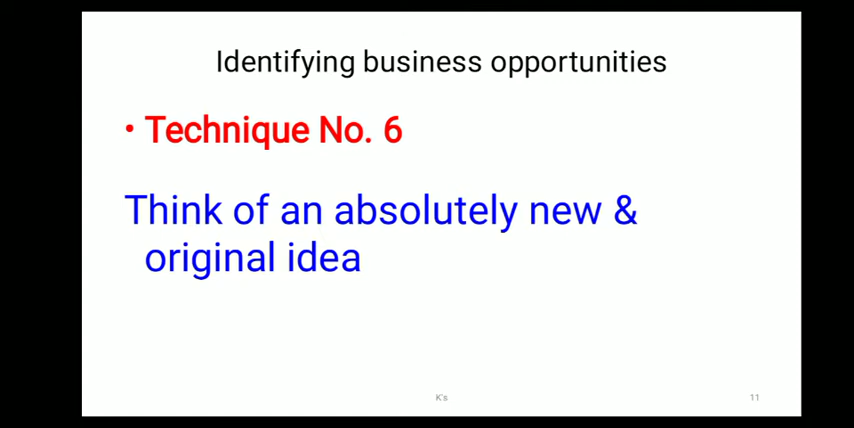 Identifying business opportunities
• Technique No. 6
Think of an absolutely new &
original idea
K's
11